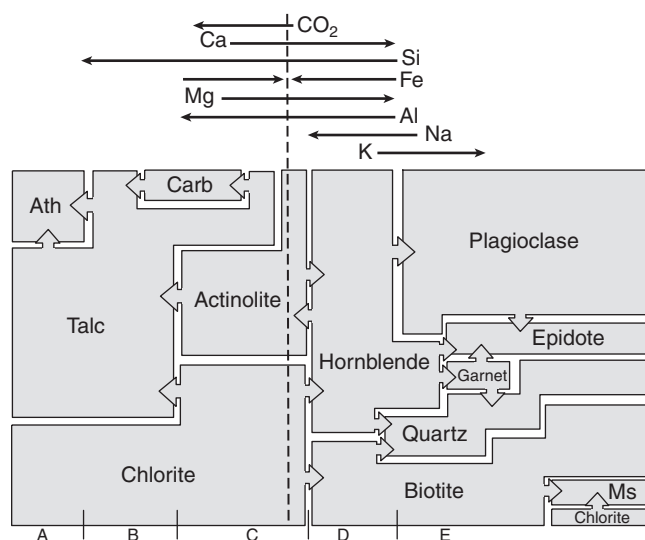 CO2
Ca
Si
Fe
Mg
Al
Na
K
Carb
Ath
Plagioclase
Actinolite
Talc
Epidote
Hornblende
Garnet
Quartz
Chlorite
Biotite
Ms
Chlorite
A B C D E